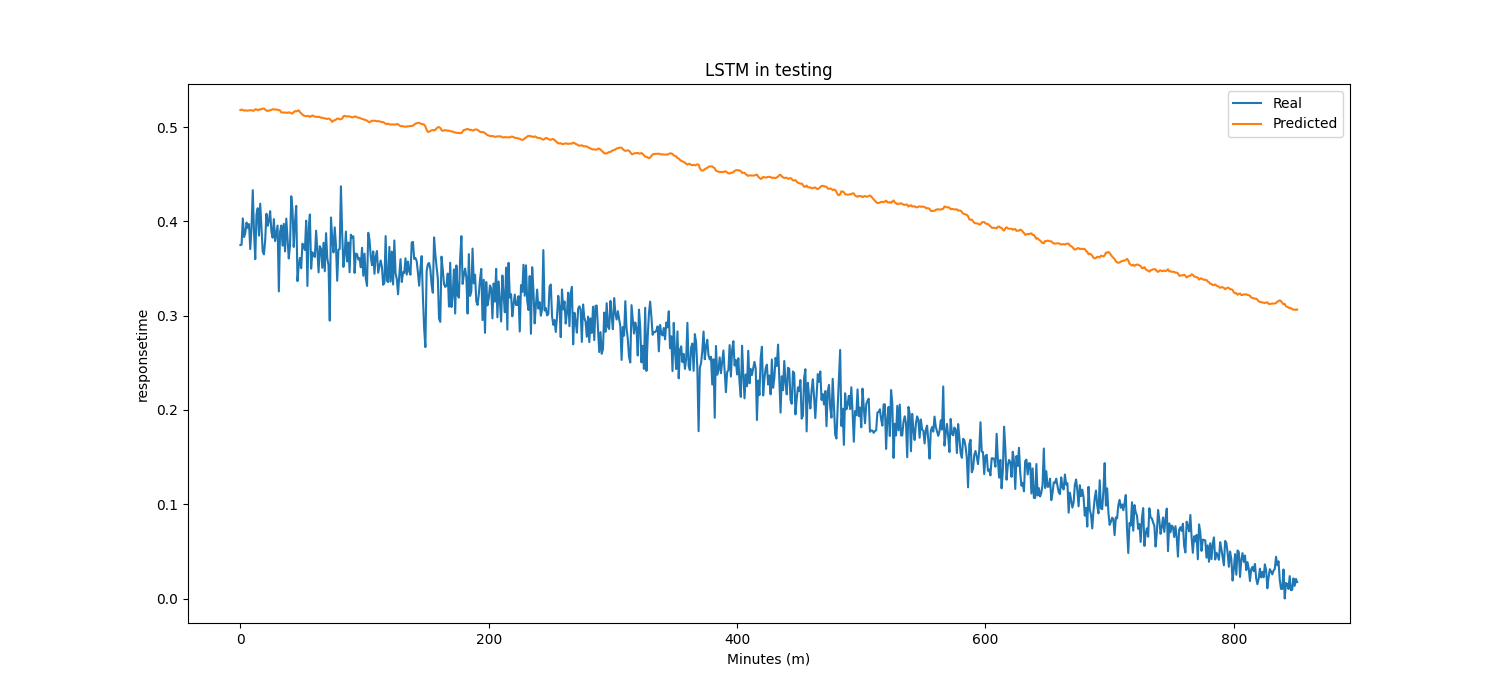 LSTM in testing
Real
Predicted
0.5
0.4
0.3
0.2
0.1
0.0
responsetime
0 200 400 600 800
Minutes (m)